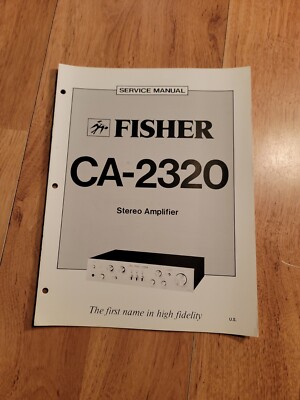 SERVICE MANUAL
FISHER
CA-2320
Stereo Amplifier
The first name in high fidelity
U.S.